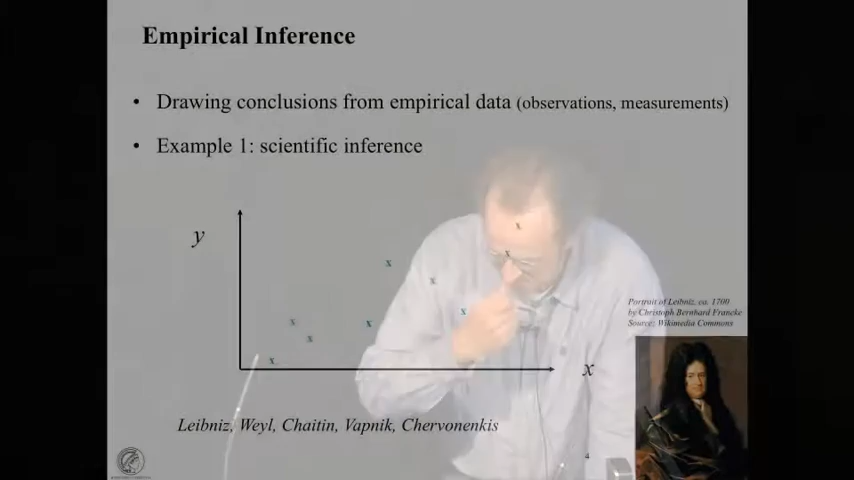 Empirical Inference
• Drawing conclusions from empirical data (observations, measurements)
• Example 1: scientific inference
y
x
Portrait of Leibniz, ca. 1700
by Christoph Bernhard Francke
Source: Wikimedia Commons
Leibniz, Weyl, Chaitin, Vapnik, Chervonenkis
4